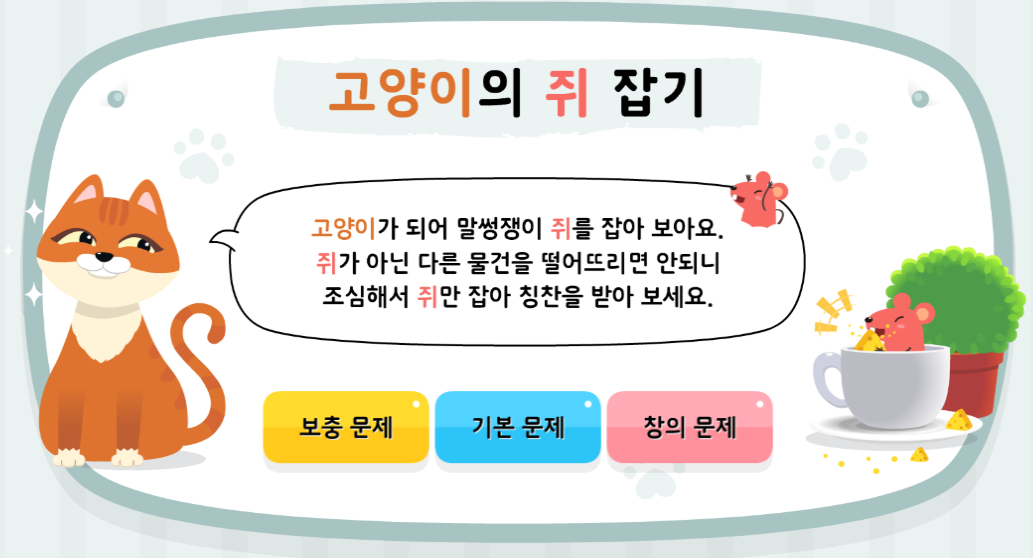 고양이의 쥐 잡기
고양이가 되어 말썽쟁이 쥐를 잡아 보아요.
쥐가 아닌 다른 물건을 떨어뜨리면 안되니
조심해서 쥐만 잡아 칭찬을 받아 보세요.
보충 문제
기본 문제
창의 문제